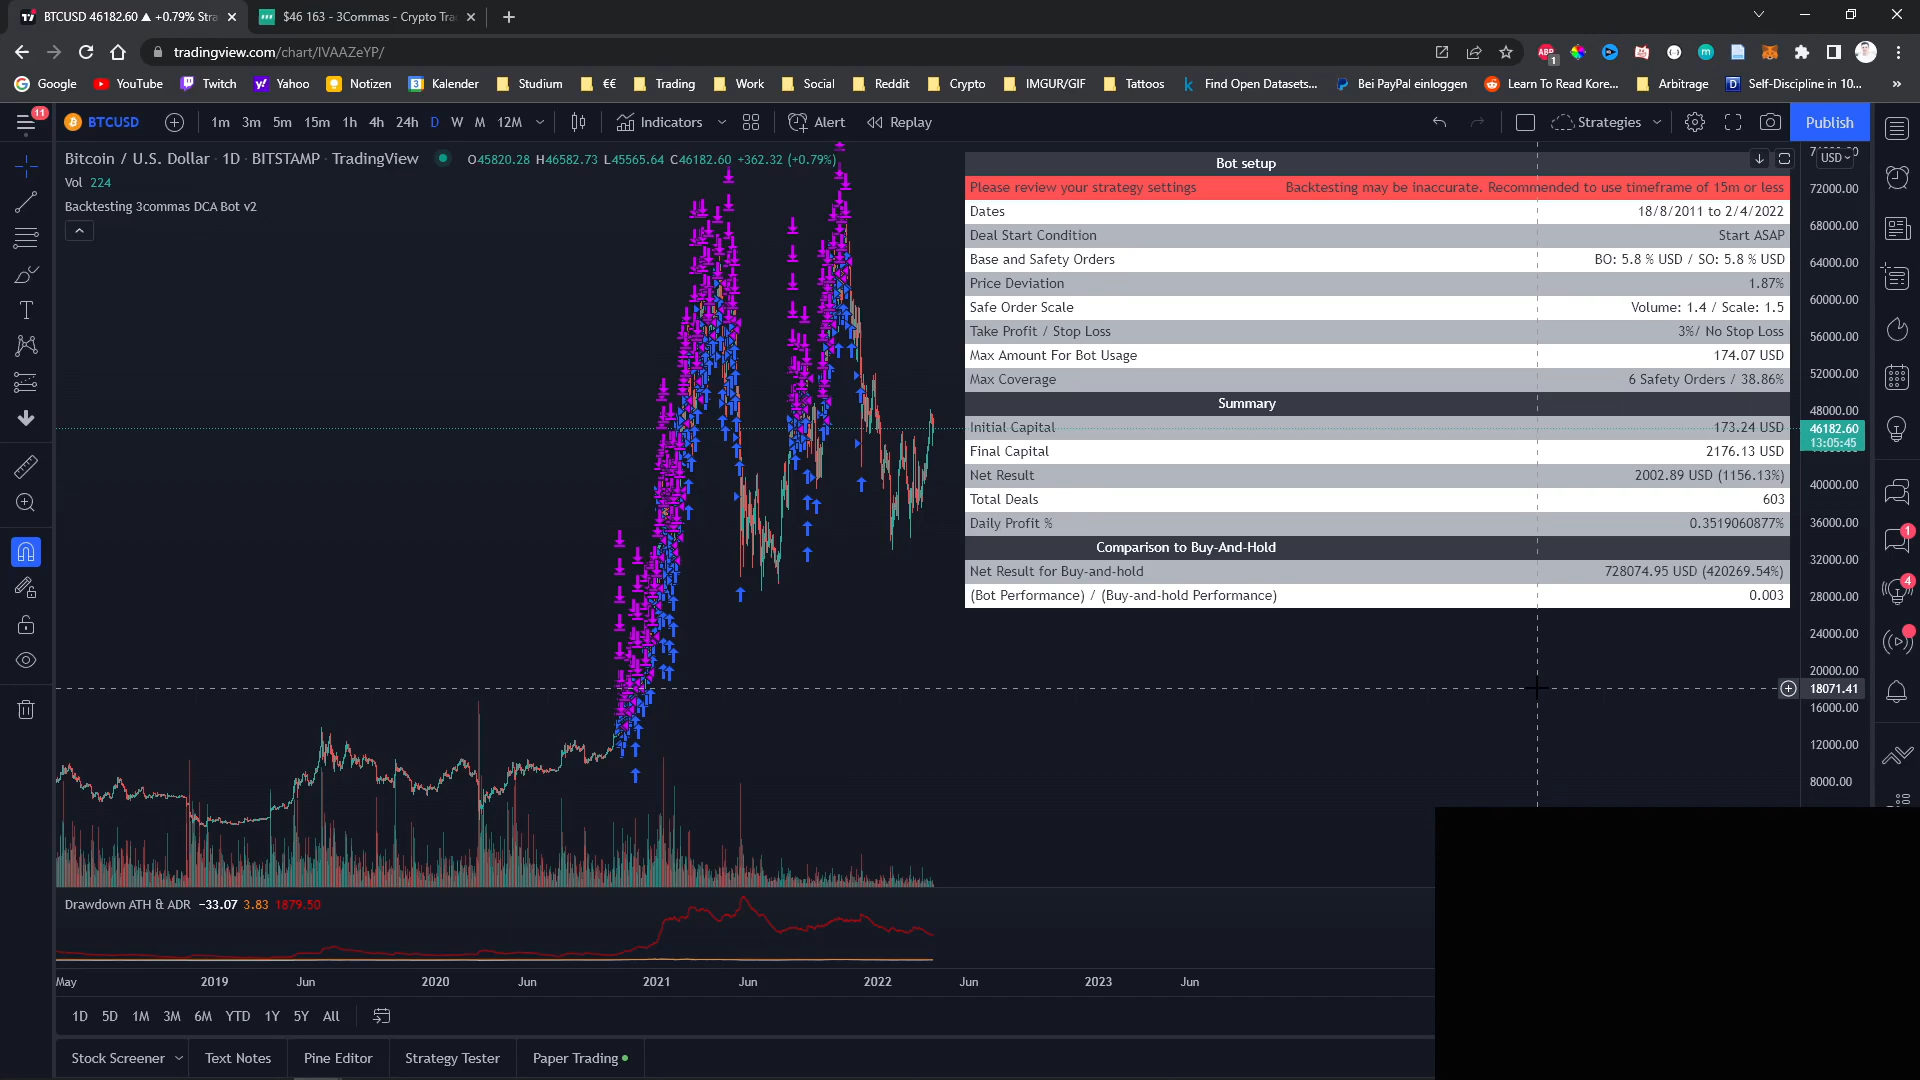 BTCUSD 46182.60 ▲ +0.79% Stra
$46 163 - 3Commas - Crypto Tra
tradingview.com/chart/IVAAZeYP/
Google YouTube Twitch Yahoo Notizen Kalender Studium €€ Trading Work Social Reddit Crypto IMGUR/GIF Tattoos Find Open Datasets... Bei PayPal einloggen Learn To Read Kore... Arbitrage Self-Discipline in 10... »
11 BTCUSD 1m 3m 5m 15m 1h 4h 24h D W M 12M Indicators Alert Replay Strategies Publish
Bitcoin / U.S. Dollar · 1D · BITSTAMP · TradingView O45820.28 H46582.73 L45565.64 C46182.60 +362.32 (+0.79%)
Vol 224
Backtesting 3commas DCA Bot v2
Bot setup
Please review your strategy settings Backtesting may be inaccurate. Recommended to use timeframe of 15m or less
Dates 18/8/2011 to 2/4/2022
Deal Start Condition Start ASAP
Base and Safety Orders BO: 5.8 % USD / SO: 5.8 % USD
Price Deviation 1.87%
Safe Order Scale Volume: 1.4 / Scale: 1.5
Take Profit / Stop Loss 3%/ No Stop Loss
Max Amount For Bot Usage 174.07 USD
Max Coverage 6 Safety Orders / 38.86%
Summary
Initial Capital 173.24 USD
Final Capital 2176.13 USD
Net Result 2002.89 USD (1156.13%)
Total Deals 603
Daily Profit % 0.3519060877%
Comparison to Buy-And-Hold
Net Result for Buy-and-hold 728074.95 USD (420269.54%)
(Bot Performance) / (Buy-and-hold Performance) 0.003
USD
72000.00
68000.00
64000.00
60000.00
56000.00
52000.00
48000.00
46182.60
13:05:45
40000.00
36000.00
32000.00
28000.00
24000.00
20000.00
18071.41
16000.00
12000.00
8000.00
1
4
Drawdown ATH & ADR −33.07 3.83 1879.50
May 2019 Jun 2020 Jun 2021 Jun 2022 Jun 2023 Jun
1D 5D 1M 3M 6M YTD 1Y 5Y All
Stock Screener Text Notes Pine Editor Strategy Tester Paper Trading